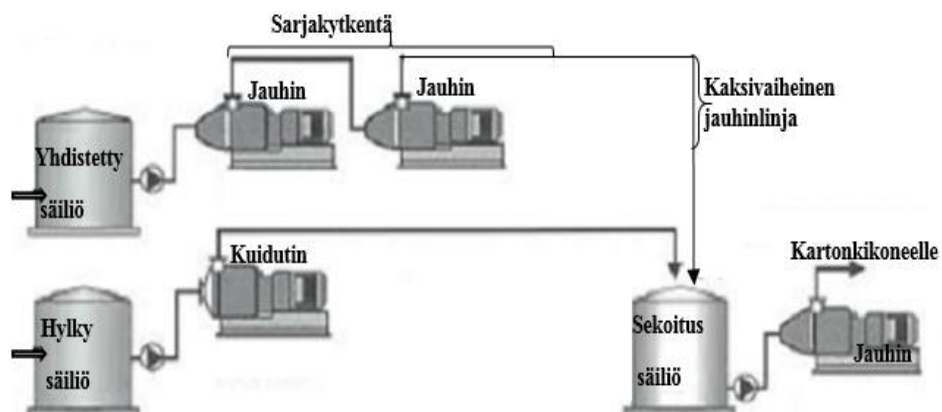 Sarjakytkentä
Jauhin
Jauhin
Kaksivaiheinen
jauhinlinja
Yhdistetty
säiliö
Kuidutin
Kartonkikoneelle
Hylky
säiliö
Sekoitus
säiliö
Jauhin